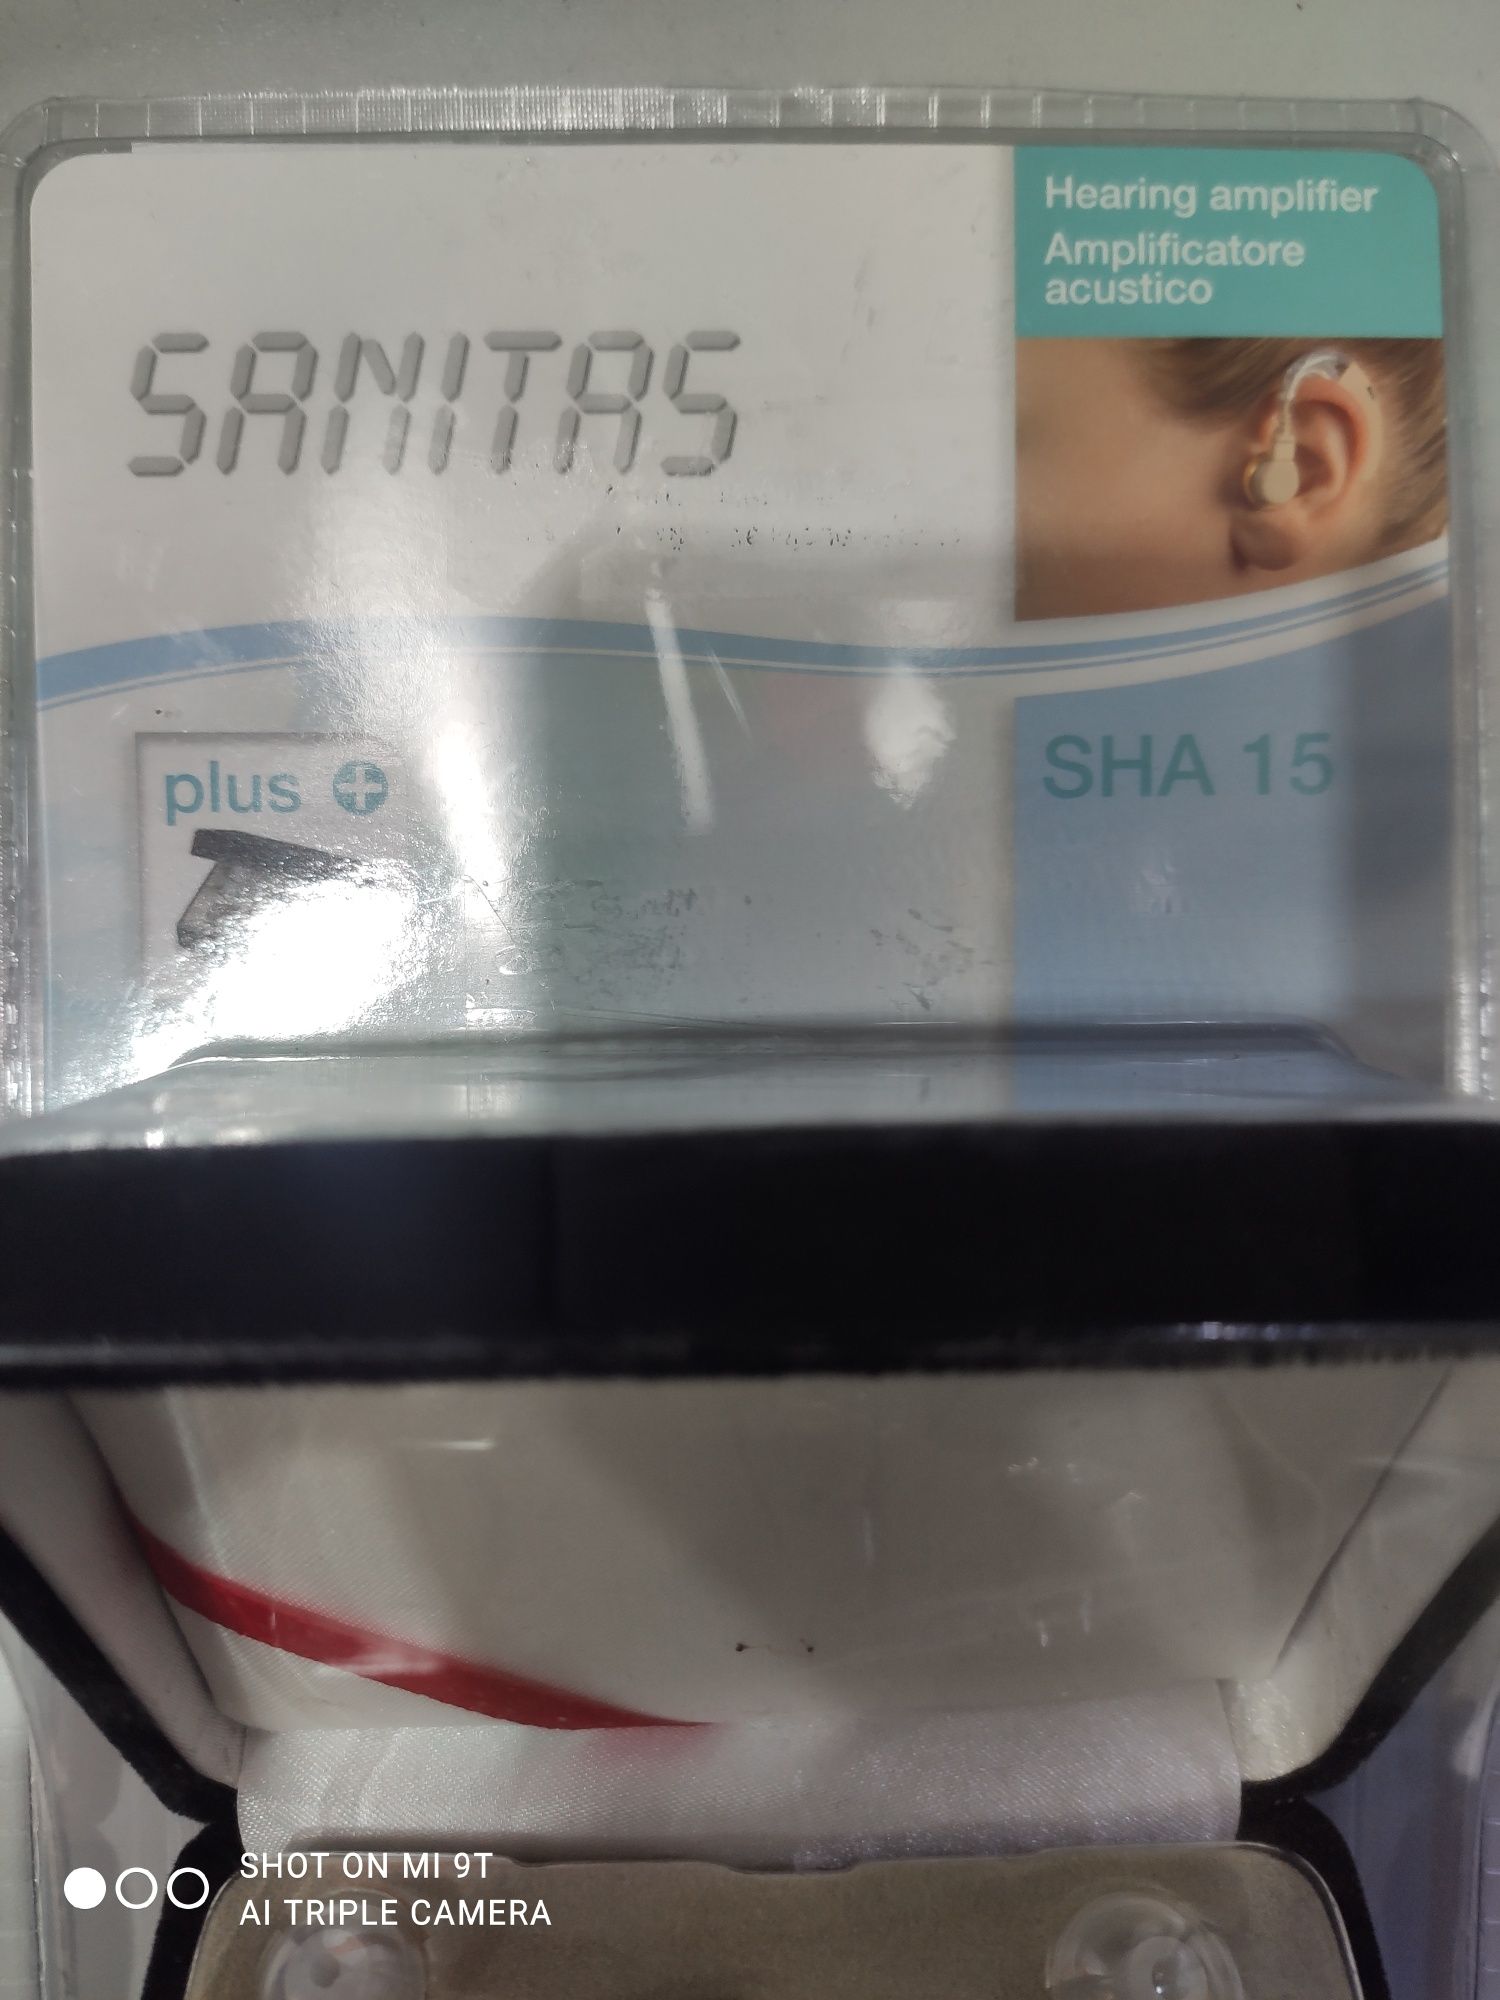 Hearing amplifier
Amplificatore
acustico
SANITAS
plus +
SHA 15
SHOT ON MI 9T
AI TRIPLE CAMERA